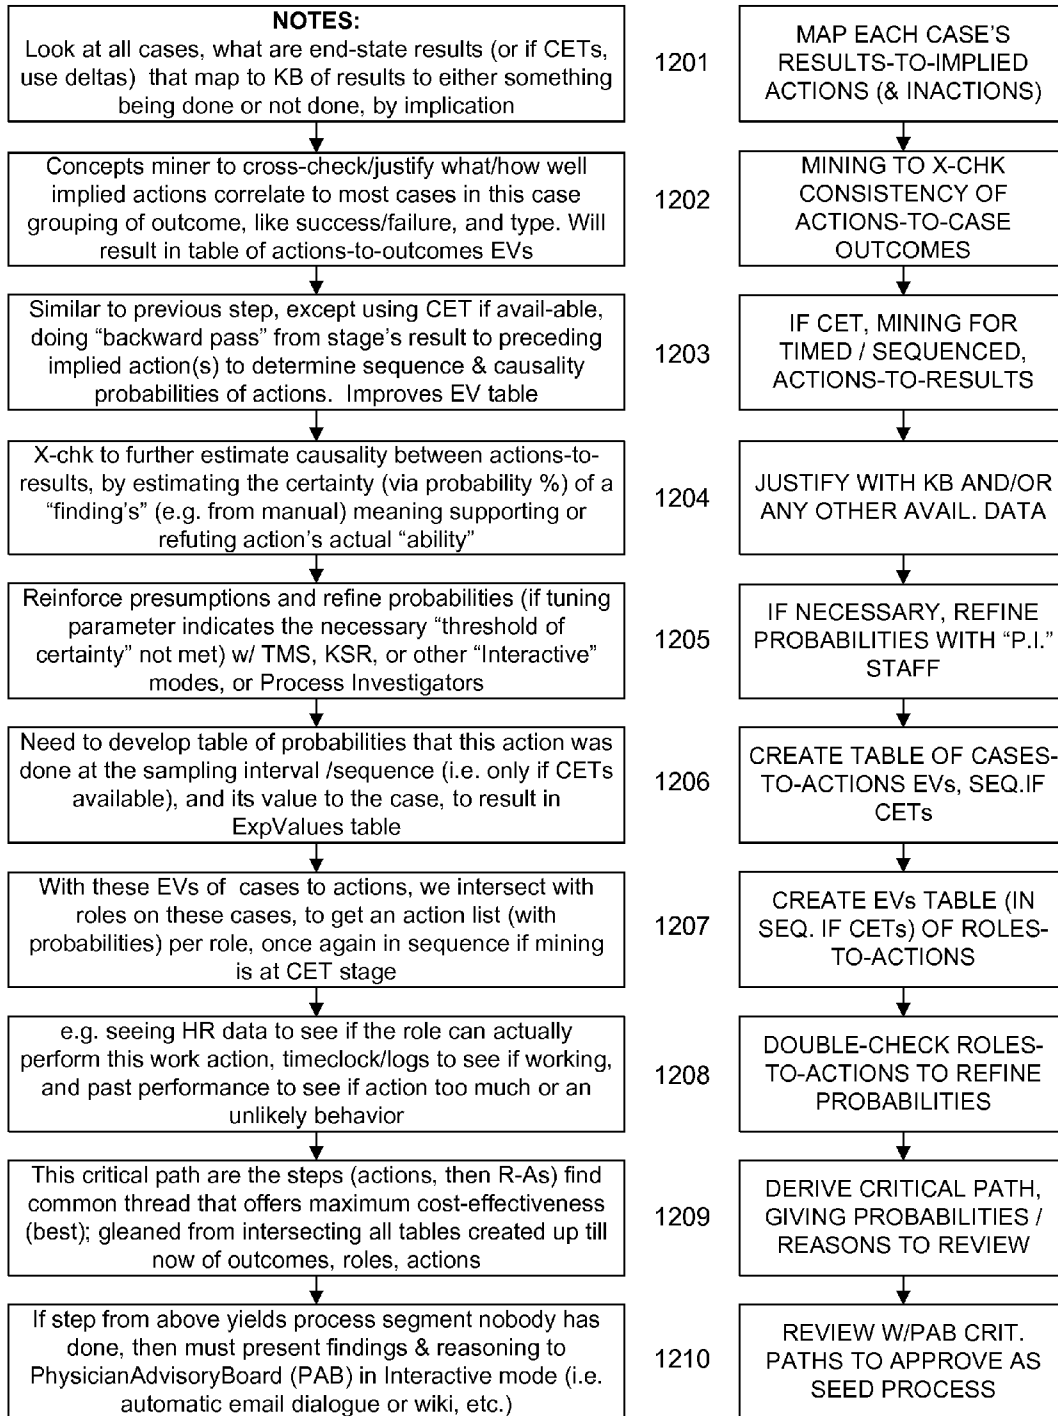 NOTES:
Look at all cases, what are end-state results (or if CETs,
use deltas)  that map to KB of results to either something
being done or not done, by implication
1201
MAP EACH CASE'S
RESULTS-TO-IMPLIED
ACTIONS (& INACTIONS)
Concepts miner to cross-check/justify what/how well
implied actions correlate to most cases in this case
grouping of outcome, like success/failure, and type. Will
result in table of actions-to-outcomes EVs
1202
MINING TO X-CHK
CONSISTENCY OF
ACTIONS-TO-CASE
OUTCOMES
Similar to previous step, except using CET if avail-able,
doing “backward pass” from stage's result to preceding
implied action(s) to determine sequence & causality
probabilities of actions.  Improves EV table
1203
IF CET, MINING FOR
TIMED / SEQUENCED,
ACTIONS-TO-RESULTS
X-chk to further estimate causality between actions-to-
results, by estimating the certainty (via probability %) of a
“finding's” (e.g. from manual) meaning supporting or
refuting action's actual “ability”
1204
JUSTIFY WITH KB AND/OR
ANY OTHER AVAIL. DATA
Reinforce presumptions and refine probabilities (if tuning
parameter indicates the necessary “threshold of
certainty” not met) w/ TMS, KSR, or other “Interactive”
modes, or Process Investigators
1205
IF NECESSARY, REFINE
PROBABILITIES WITH “P.I.”
STAFF
Need to develop table of probabilities that this action was
done at the sampling interval /sequence (i.e. only if CETs
available), and its value to the case, to result in
ExpValues table
1206
CREATE TABLE OF CASES-
TO-ACTIONS EVs, SEQ.IF
CETs
With these EVs of  cases to actions, we intersect with
roles on these cases, to get an action list (with
probabilities) per role, once again in sequence if mining
is at CET stage
1207
CREATE EVs TABLE (IN
SEQ. IF CETs) OF ROLES-
TO-ACTIONS
e.g. seeing HR data to see if the role can actually
perform this work action, timeclock/logs to see if working,
and past performance to see if action too much or an
unlikely behavior
1208
DOUBLE-CHECK ROLES-
TO-ACTIONS TO REFINE
PROBABILITIES
This critical path are the steps (actions, then R-As) find
common thread that offers maximum cost-effectiveness
(best); gleaned from intersecting all tables created up till
now of outcomes, roles, actions
1209
DERIVE CRITICAL PATH,
GIVING PROBABILITIES /
REASONS TO REVIEW
If step from above yields process segment nobody has
done, then must present findings & reasoning to
PhysicianAdvisoryBoard (PAB) in Interactive mode (i.e.
automatic email dialogue or wiki, etc.)
1210
REVIEW W/PAB CRIT.
PATHS TO APPROVE AS
SEED PROCESS